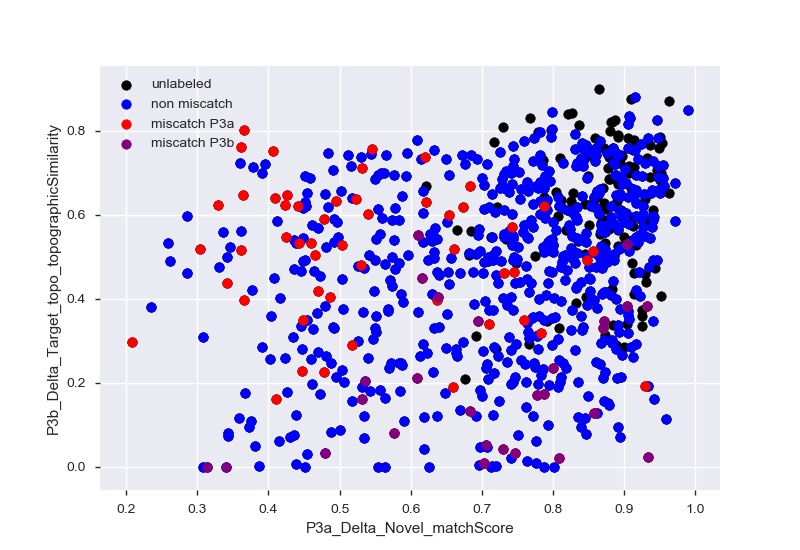 unlabeled
non miscatch
miscatch P3a
miscatch P3b
P3b_Delta_Target_topo_topographicSimilarity
0.8
0.6
0.4
0.2
0.0
0.2 0.3 0.4 0.5 0.6 0.7 0.8 0.9 1.0
P3a_Delta_Novel_matchScore